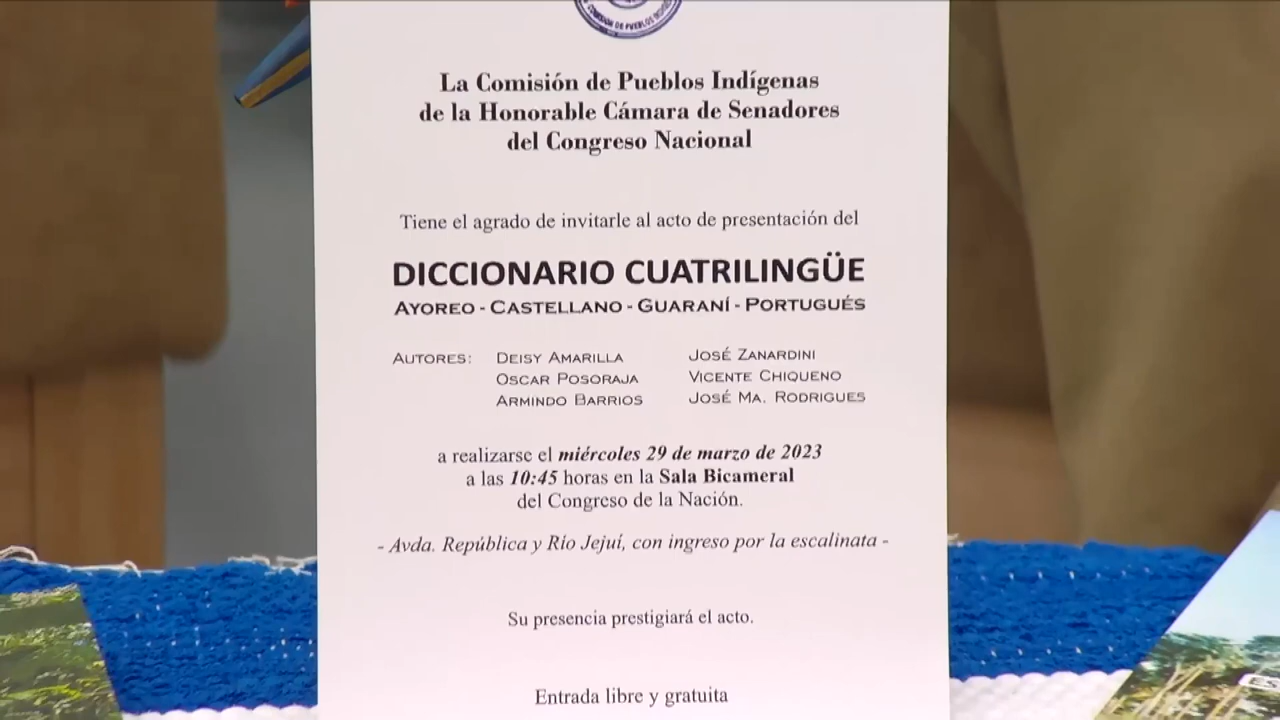 COMISIÓN DE PUEBLOS
La Comisión de Pueblos Indígenas
de la Honorable Cámara de Senadores
del Congreso Nacional
Tiene el agrado de invitarle al acto de presentación del
DICCIONARIO CUATRILINGÜE
AYOREO - CASTELLANO - GUARANÍ - PORTUGUÉS
AUTORES: DEISY AMARILLA JOSÉ ZANARDINI
OSCAR POSORAJA VICENTE CHIQUENO
ARMINDO BARRIOS JOSÉ MA. RODRIGUES
a realizarse el miércoles 29 de marzo de 2023
a las 10:45 horas en la Sala Bicameral
del Congreso de la Nación.
- Avda. República y Río Jejuí, con ingreso por la escalinata -
Su presencia prestigiará el acto.
Entrada libre y gratuita